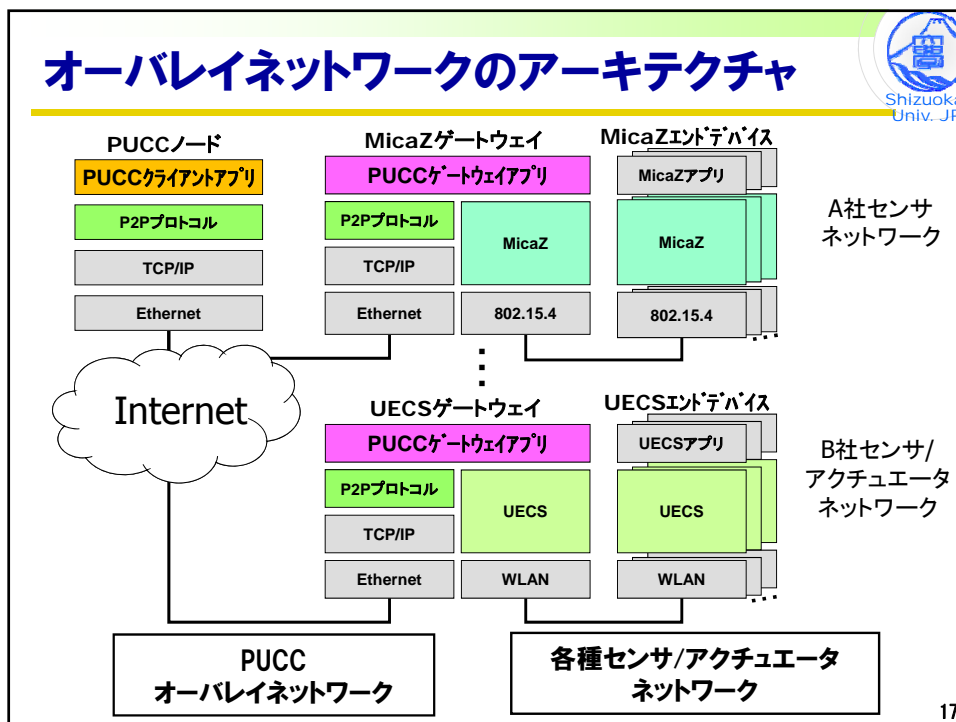 オーバレイネットワークのアーキテクチャ
Shizuoka
Univ. JP
PUCCノード
PUCCクライアントアプリ
P2Pプロトコル
TCP/IP
Ethernet
MicaZゲートウェイ
PUCCゲートウェイアプリ
P2Pプロトコル
MicaZ
TCP/IP
Ethernet
802.15.4
MicaZエンドデバイス
MicaZアプリ
MicaZ
802.15.4
A社センサ
ネットワーク
Internet
UECSゲートウェイ
PUCCゲートウェイアプリ
P2Pプロトコル
UECS
TCP/IP
Ethernet
WLAN
UECSエンドデバイス
UECSアプリ
UECS
WLAN
B社センサ/
アクチュエータ
ネットワーク
PUCC
オーバレイネットワーク
各種センサ/アクチュエータ
ネットワーク
17